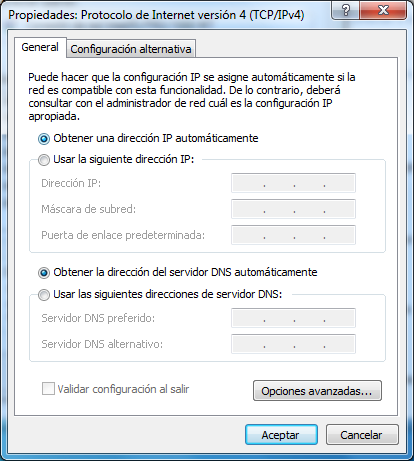 Propiedades: Protocolo de Internet versión 4 (TCP/IPv4)
General
Configuración alternativa
Puede hacer que la configuración IP se asigne automáticamente si la
red es compatible con esta funcionalidad. De lo contrario, deberá
consultar con el administrador de red cuál es la configuración IP
apropiada.
Obtener una dirección IP automáticamente
Usar la siguiente dirección IP:
Dirección IP:
Máscara de subred:
Puerta de enlace predeterminada:
Obtener la dirección del servidor DNS automáticamente
Usar las siguientes direcciones de servidor DNS:
Servidor DNS preferido:
Servidor DNS alternativo:
Validar configuración al salir
Opciones avanzadas...
Aceptar
Cancelar